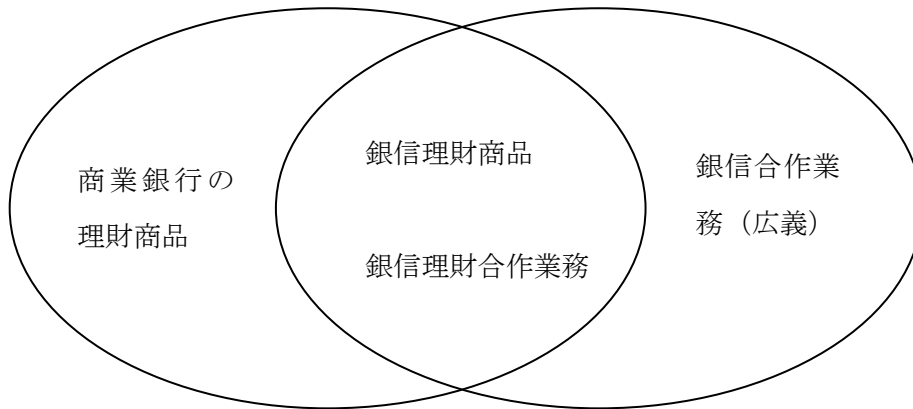 商業銀行の
理財商品
銀信理財商品
銀信理財合作業務
銀信合作業
務（広義）